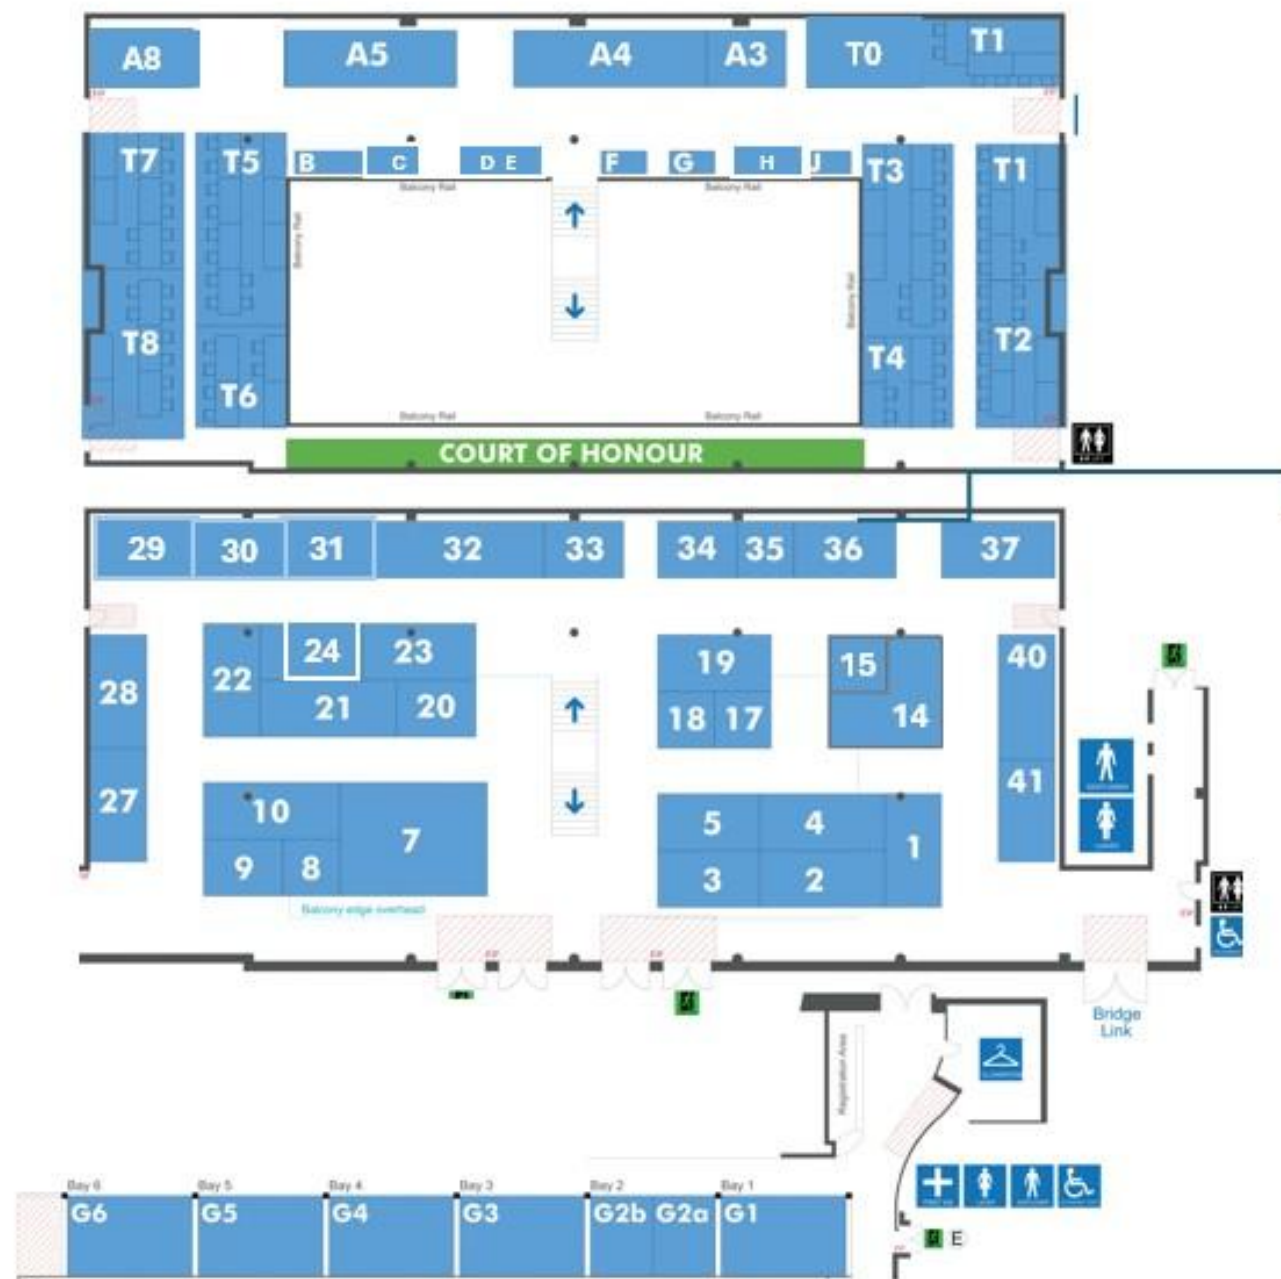 A8
A5
A4
A3
T0
T1
T7
T5
B
C
D E
F
G
H
J
T3
T1
Balcony Rail
Balcony Rail
Balcony Rail
Balcony Rail
T8
T6
T4
T2
Balcony Rail
Balcony Rail
COURT OF HONOUR
29
30
31
32
33
34
35
36
37
28
22
24
23
21
20
19
18
17
15
14
40
27
10
9
8
7
5
4
1
3
2
41
Balcony edge overhead
Bridge
Link
Registration Area
Bay 6
Bay 5
Bay 4
Bay 3
Bay 2
Bay 1
G6
G5
G4
G3
G2b
G2a
G1
E